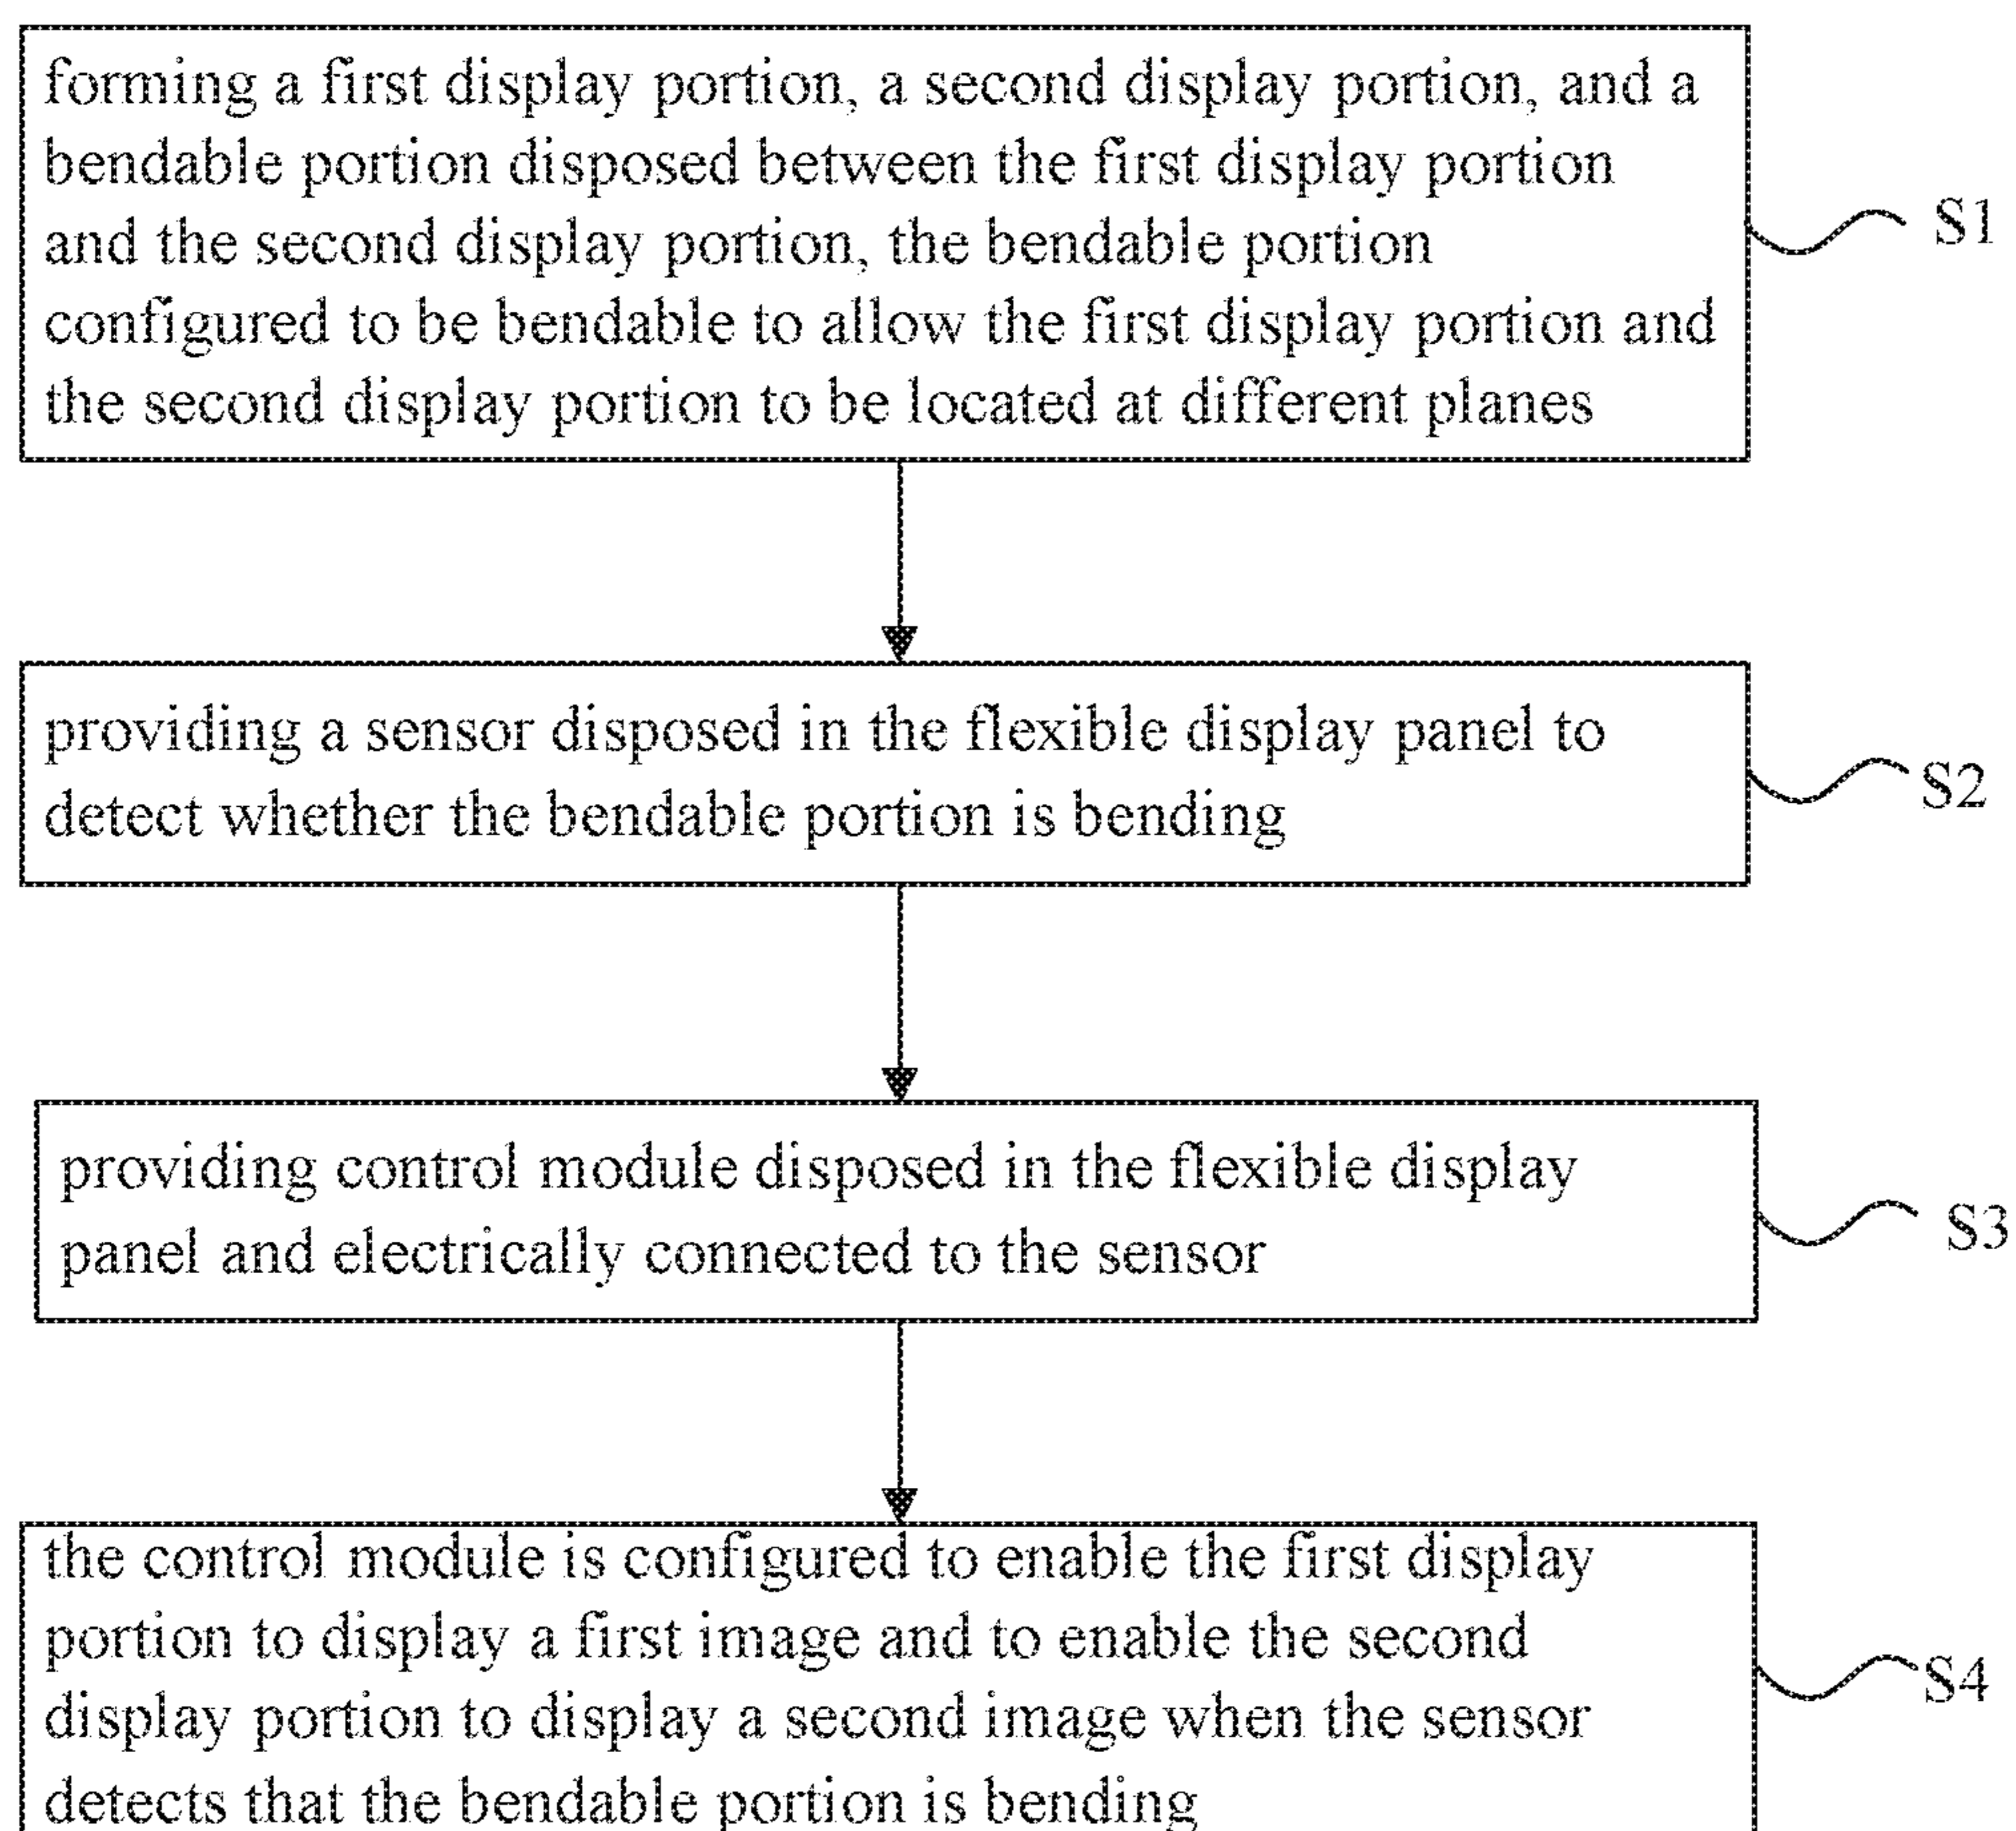 forming a first display portion, a second display portion, and a
bendable portion disposed between the first display portion
and the second display portion, the bendable portion
configured to be bendable to allow the first display portion and
the second display portion to be located at different planes
S1
providing a sensor disposed in the flexible display panel to
detect whether the bendable portion is bending
S2
providing control module disposed in the flexible display
panel and electrically connected to the sensor
S3
the control module is configured to enable the first display
portion to display a first image and to enable the second
display portion to display a second image when the sensor
detects that the bendable portion is bending
S4